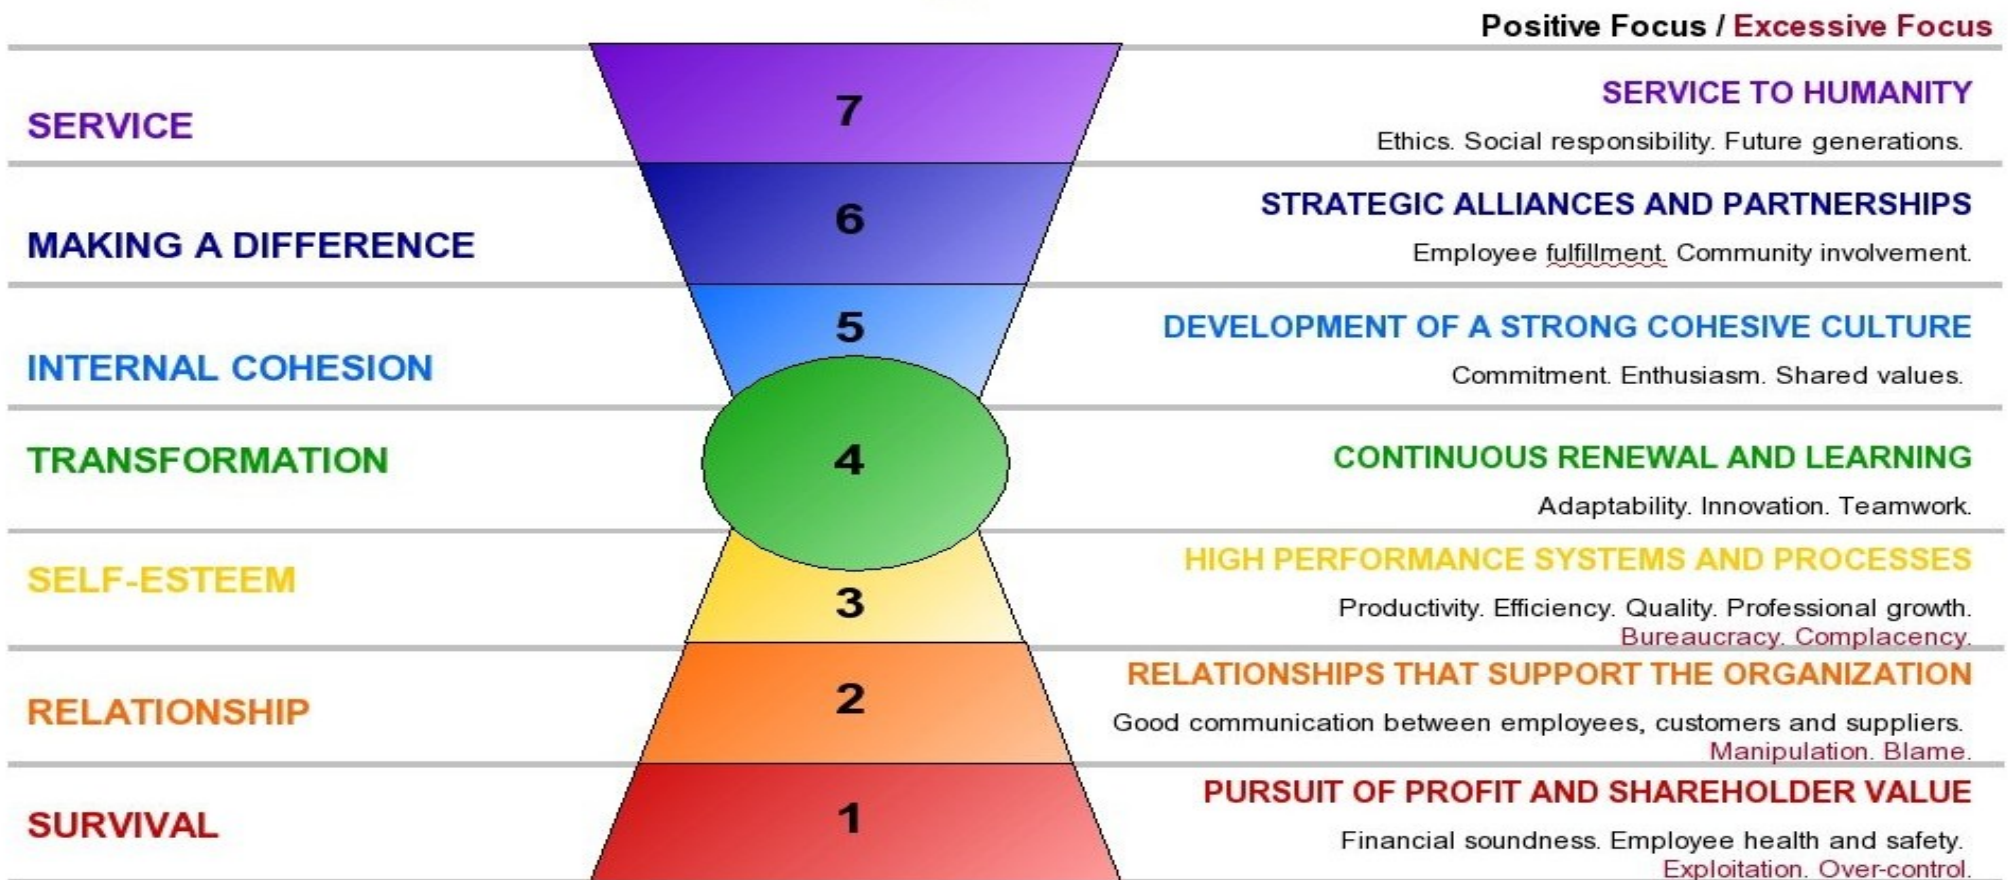 Positive Focus / Excessive Focus
SERVICE
7
SERVICE TO HUMANITY
Ethics. Social responsibility. Future generations.
MAKING A DIFFERENCE
6
STRATEGIC ALLIANCES AND PARTNERSHIPS
Employee fulfillment. Community involvement.
INTERNAL COHESION
5
DEVELOPMENT OF A STRONG COHESIVE CULTURE
Commitment. Enthusiasm. Shared values.
TRANSFORMATION
4
CONTINUOUS RENEWAL AND LEARNING
Adaptability. Innovation. Teamwork.
SELF-ESTEEM
3
HIGH PERFORMANCE SYSTEMS AND PROCESSES
Productivity. Efficiency. Quality. Professional growth.
Bureaucracy. Complacency.
RELATIONSHIP
2
RELATIONSHIPS THAT SUPPORT THE ORGANIZATION
Good communication between employees, customers and suppliers.
Manipulation. Blame.
SURVIVAL
1
PURSUIT OF PROFIT AND SHAREHOLDER VALUE
Financial soundness. Employee health and safety.
Exploitation. Over-control.